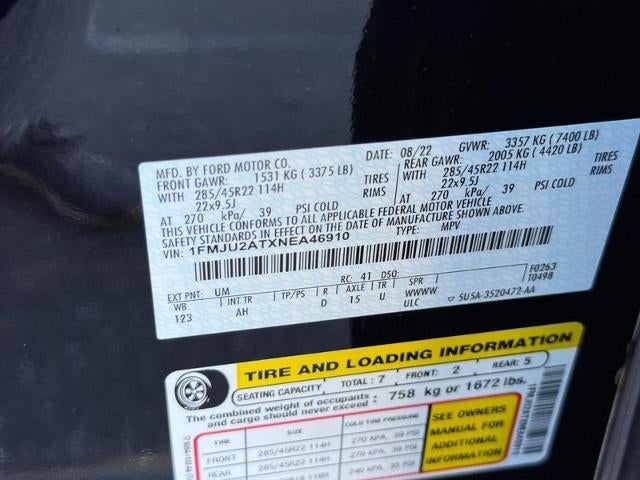 MFD. BY FORD MOTOR CO.
DATE: 08/22 GVWR: 3357 KG ( 7400 LB)
FRONT GAWR: 1531 KG ( 3375 LB) REAR GAWR: 2005 KG ( 4420 LB)
WITH 285/45R22 114H TIRES WITH 285/45R22 114H TIRES
22x9.5J RIMS 22x9.5J RIMS
AT 270 kPa/ 39 PSI COLD AT 270 kPa/ 39 PSI COLD
THIS VEHICLE CONFORMS TO ALL APPLICABLE FEDERAL MOTOR VEHICLE
SAFETY STANDARDS IN EFFECT ON THE DATE OF MANUFACTURE SHOWN ABOVE.
VIN: 1FMJU2ATXNEA46910 TYPE: MPV
F0263
T0498
EXT PNT: UM RC: 41 DSO:
WB INT TR TP/PS R AXLE TR SPR
123 AH D 15 U WWWW
ULC
5U5A-3520472-AA
TIRE AND LOADING INFORMATION
SEATING CAPACITY TOTAL: 7 FRONT: 2 REAR: 5
The combined weight of occupants
and cargo should never exceed : 758 kg or 1672 lbs.
TIRE SIZE COLD TIRE PRESSURE
FRONT 285/45R22 114H 270 KPA, 39 PSI
REAR 285/45R22 114H 270 KPA, 39 PSI
240 KPA, 35 PSI
SEE OWNERS
MANUAL FOR
ADDITIONAL
INFORMATION